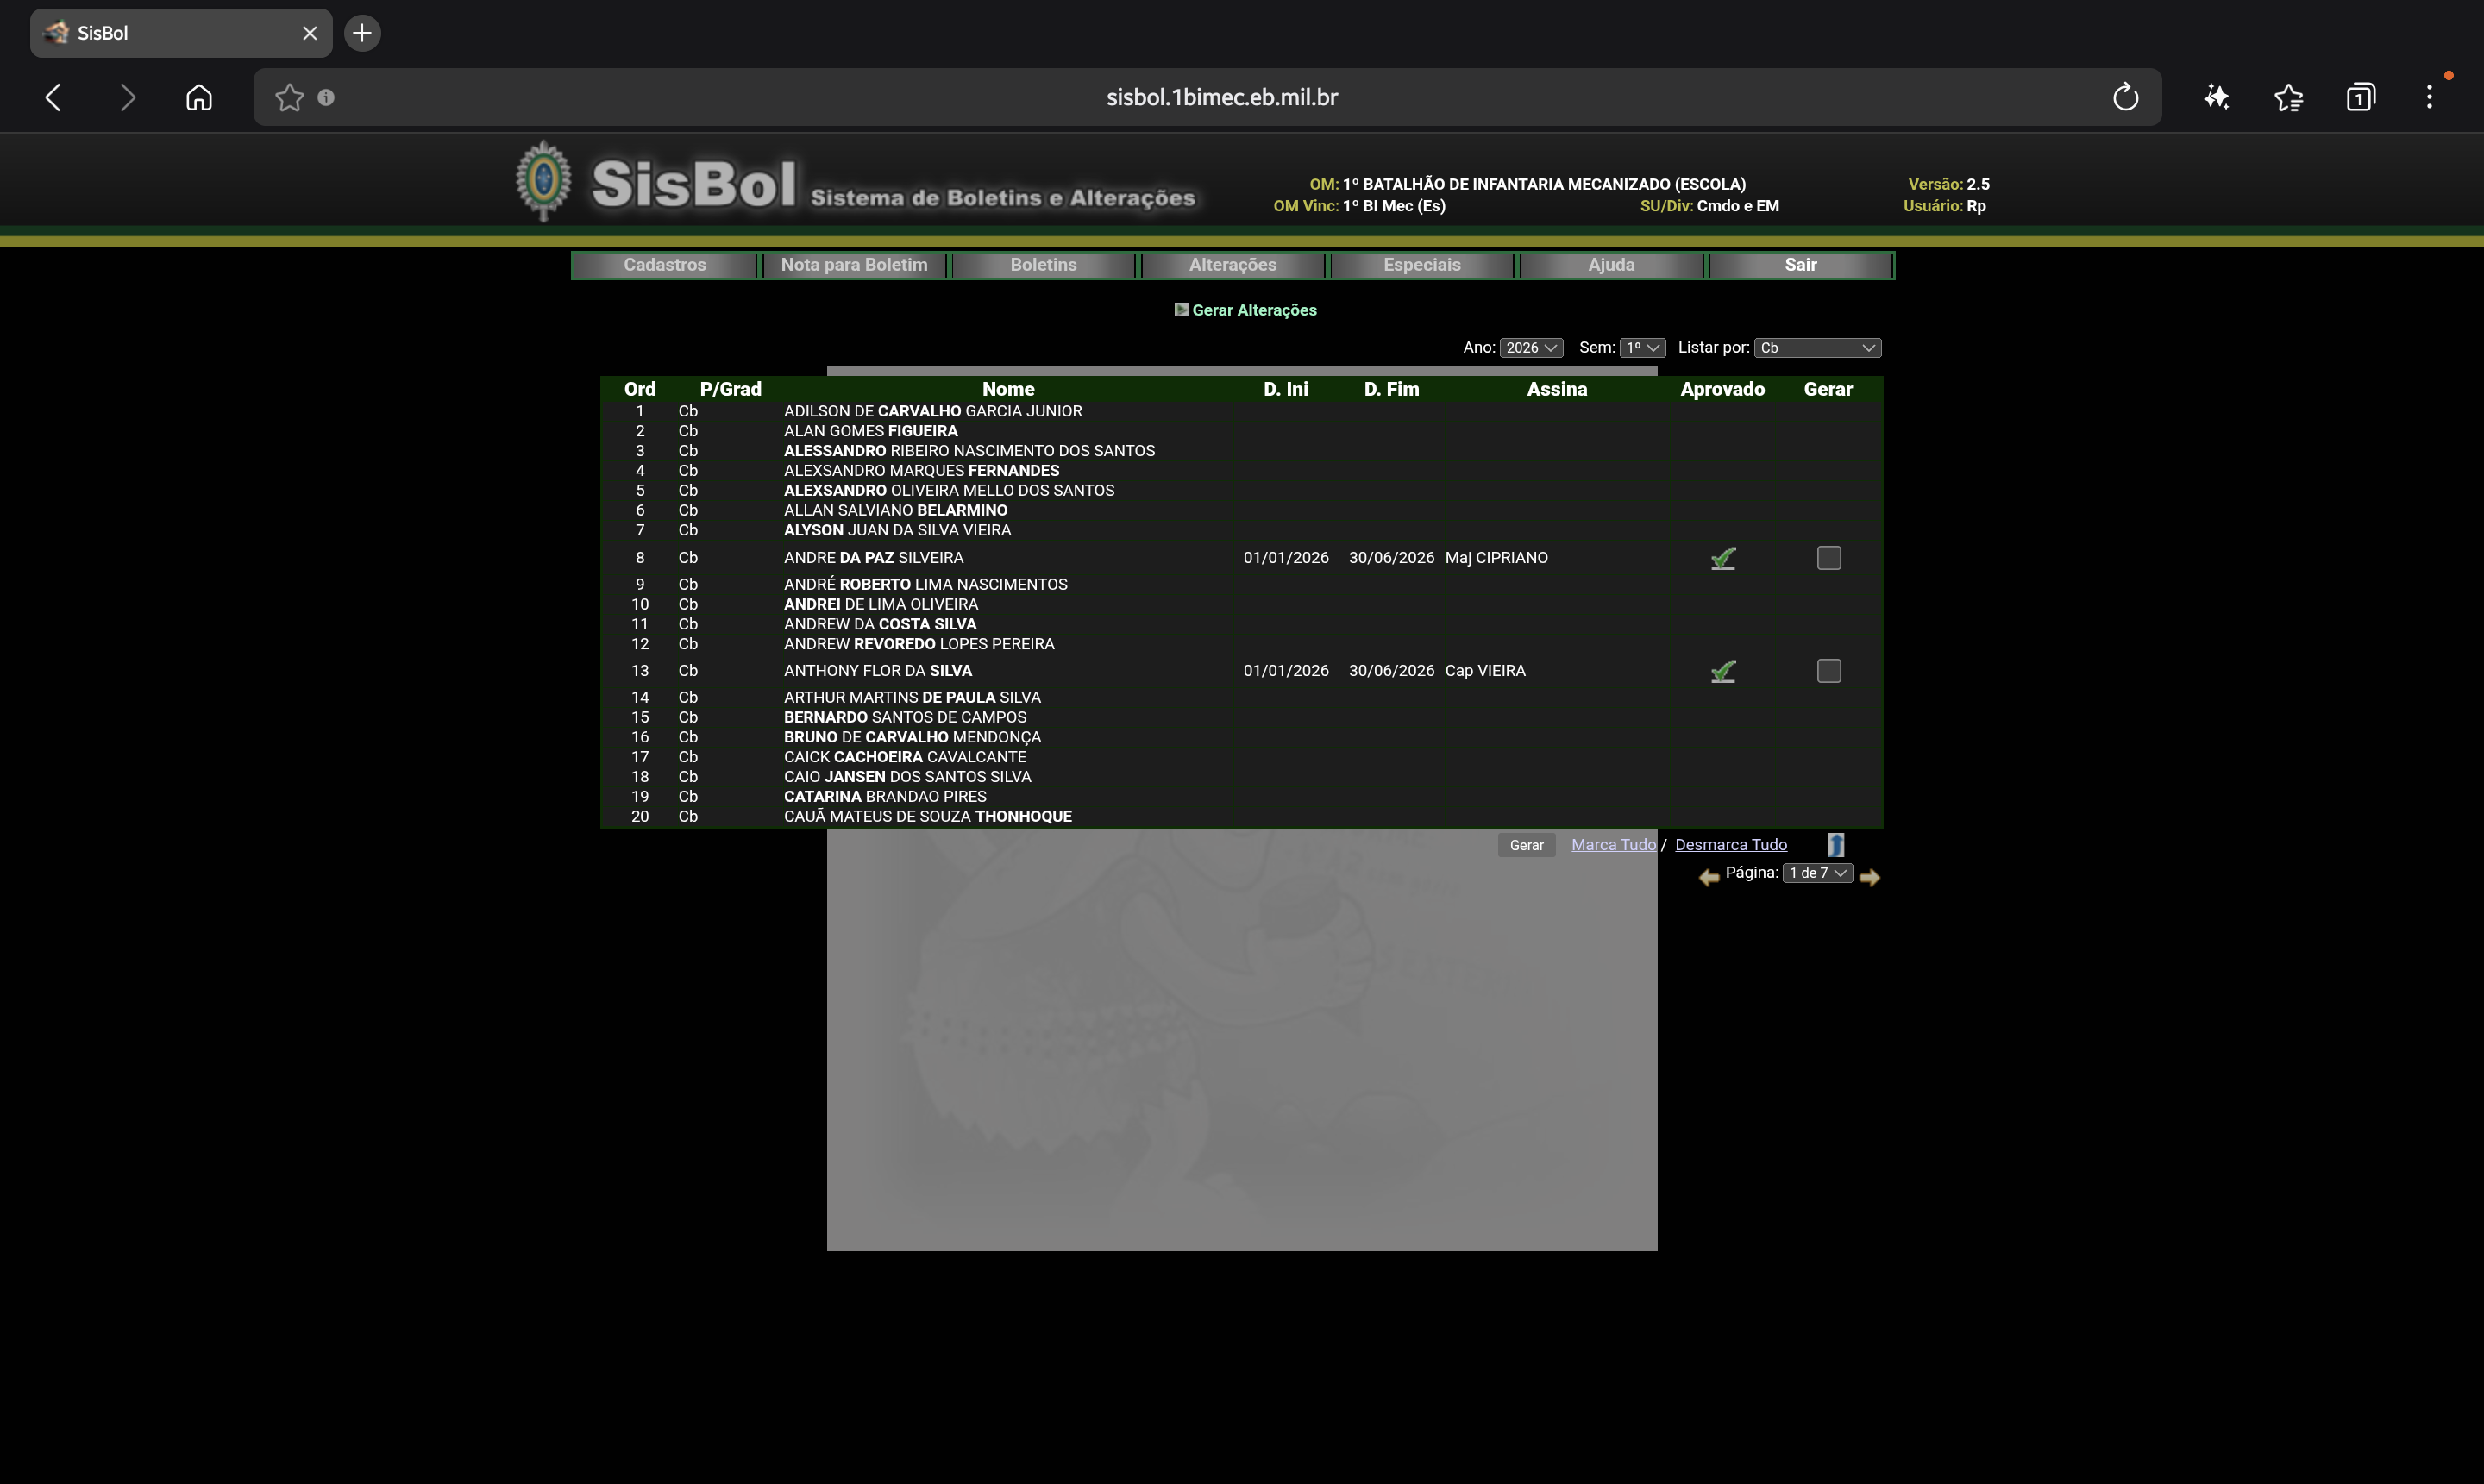 SisBol
sisbol.1bimec.eb.mil.br
1
SisBol Sistema de Boletins e Alterações
OM: 1º BATALHÃO DE INFANTARIA MECANIZADO (ESCOLA) Versão: 2.5
OM Vinc: 1º BI Mec (Es) SU/Div: Cmdo e EM Usuário: Rp
Cadastros Nota para Boletim Boletins Alterações Especiais Ajuda Sair
Gerar Alterações
Ano: 2026 Sem: 1º Listar por: Cb
Ord P/Grad Nome D. Ini D. Fim Assina Aprovado Gerar
1 Cb ADILSON DE CARVALHO GARCIA JUNIOR
2 Cb ALAN GOMES FIGUEIRA
3 Cb ALESSANDRO RIBEIRO NASCIMENTO DOS SANTOS
4 Cb ALEXSANDRO MARQUES FERNANDES
5 Cb ALEXSANDRO OLIVEIRA MELLO DOS SANTOS
6 Cb ALLAN SALVIANO BELARMINO
7 Cb ALYSON JUAN DA SILVA VIEIRA
8 Cb ANDRE DA PAZ SILVEIRA 01/01/2026 30/06/2026 Maj CIPRIANO
9 Cb ANDRÉ ROBERTO LIMA NASCIMENTOS
10 Cb ANDREI DE LIMA OLIVEIRA
11 Cb ANDREW DA COSTA SILVA
12 Cb ANDREW REVOREDO LOPES PEREIRA
13 Cb ANTHONY FLOR DA SILVA 01/01/2026 30/06/2026 Cap VIEIRA
14 Cb ARTHUR MARTINS DE PAULA SILVA
15 Cb BERNARDO SANTOS DE CAMPOS
16 Cb BRUNO DE CARVALHO MENDONÇA
17 Cb CAICK CACHOEIRA CAVALCANTE
18 Cb CAIO JANSEN DOS SANTOS SILVA
19 Cb CATARINA BRANDAO PIRES
20 Cb CAUÃ MATEUS DE SOUZA THONHOQUE
Gerar Marca Tudo / Desmarca Tudo
Página: 1 de 7